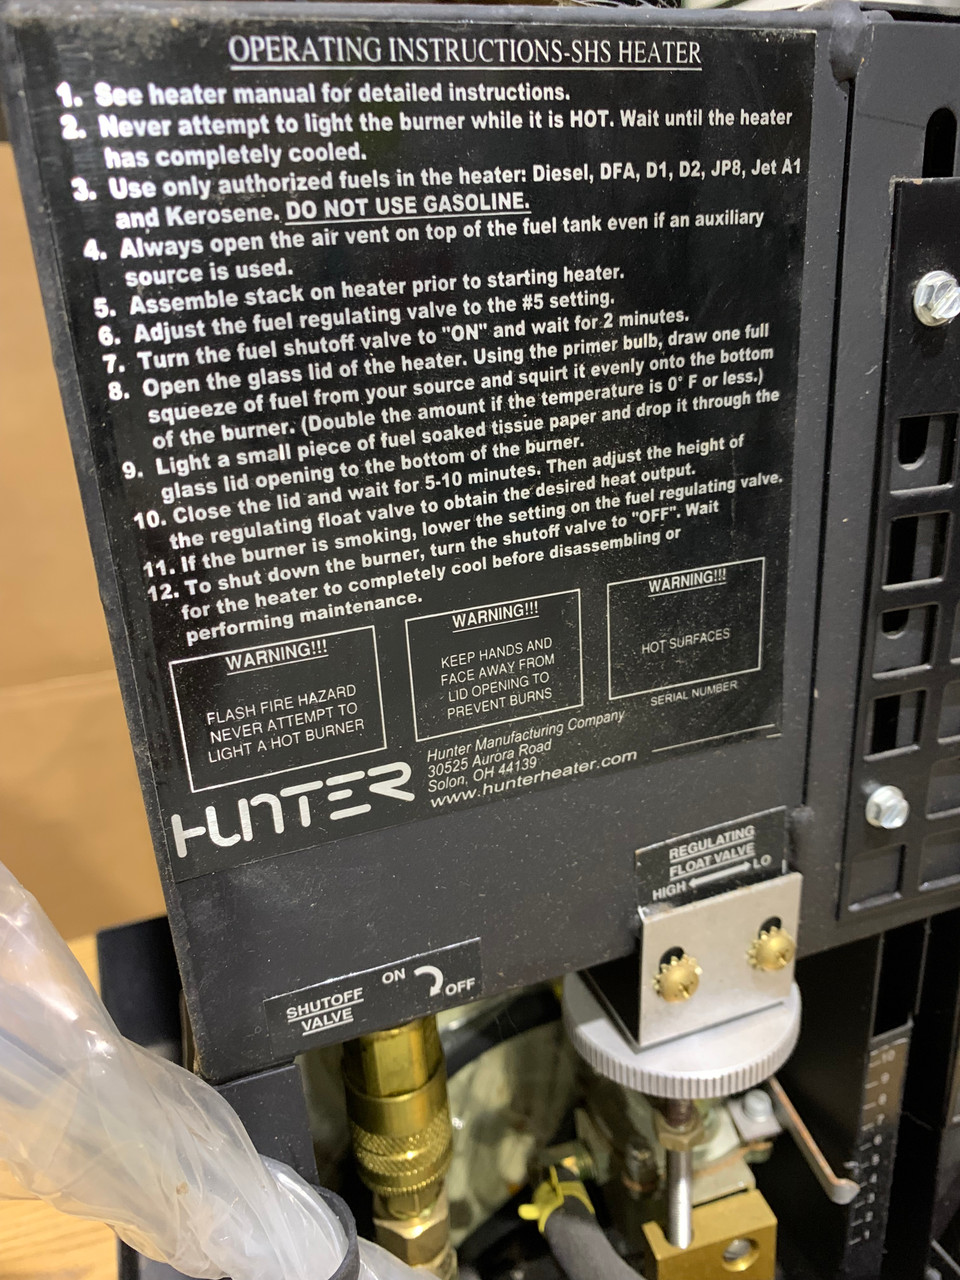 OPERATING INSTRUCTIONS-SHS HEATER
1. See heater manual for detailed instructions.
2. Never attempt to light the burner while it is HOT. Wait until the heater
has completely cooled.
3. Use only authorized fuels in the heater: Diesel, DFA, D1, D2, JP8, Jet A1
and Kerosene. DO NOT USE GASOLINE.
4. Always open the air vent on top of the fuel tank even if an auxiliary
source is used.
5. Assemble stack on heater prior to starting heater.
6. Adjust the fuel regulating valve to the #5 setting.
7. Turn the fuel shutoff valve to "ON" and wait for 2 minutes.
8. Open the glass lid of the heater. Using the primer bulb, draw one full
squeeze of fuel from your source and squirt it evenly onto the bottom
of the burner. (Double the amount if the temperature is 0° F or less.)
9. Light a small piece of fuel soaked tissue paper and drop it through the
glass lid opening to the bottom of the burner.
10. Close the lid and wait for 5-10 minutes. Then adjust the height of
the regulating float valve to obtain the desired heat output.
11. If the burner is smoking, lower the setting on the fuel regulating valve.
12. To shut down the burner, turn the shutoff valve to "OFF". Wait
for the heater to completely cool before disassembling or
performing maintenance.
WARNING!!!
FLASH FIRE HAZARD
NEVER ATTEMPT TO
LIGHT A HOT BURNER
WARNING!!!
KEEP HANDS AND
FACE AWAY FROM
LID OPENING TO
PREVENT BURNS
WARNING!!!
HOT SURFACES
SERIAL NUMBER
HUNTER
Hunter Manufacturing Company
30525 Aurora Road
Solon, OH 44139
www.hunterheater.com
REGULATING
FLOAT VALVE
HIGH LO
SHUTOFF
VALVE
ON OFF
10
9
8
7